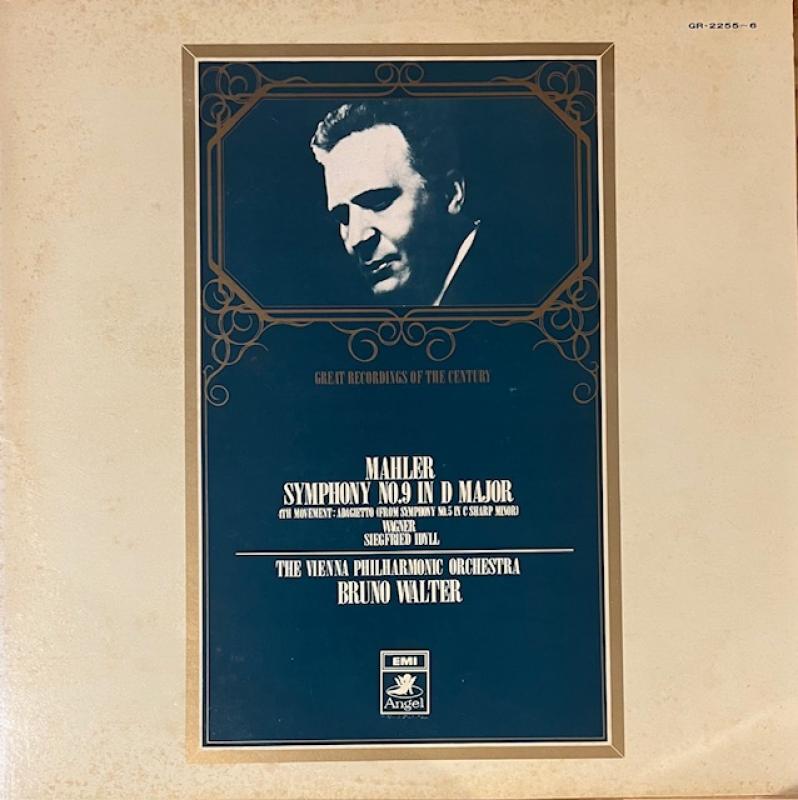 GR-2255~6
GREAT RECORDINGS OF THE CENTURY
MAHLER
SYMPHONY NO.9 IN D MAJOR
4TH MOVEMENT: ADAGIETTO (FROM SYMPHONY NO.5 IN C SHARP MINOR)
WAGNER
SIEGFRIED IDYLL
THE VIENNA PHILHARMONIC ORCHESTRA
BRUNO WALTER
EMI
Angel